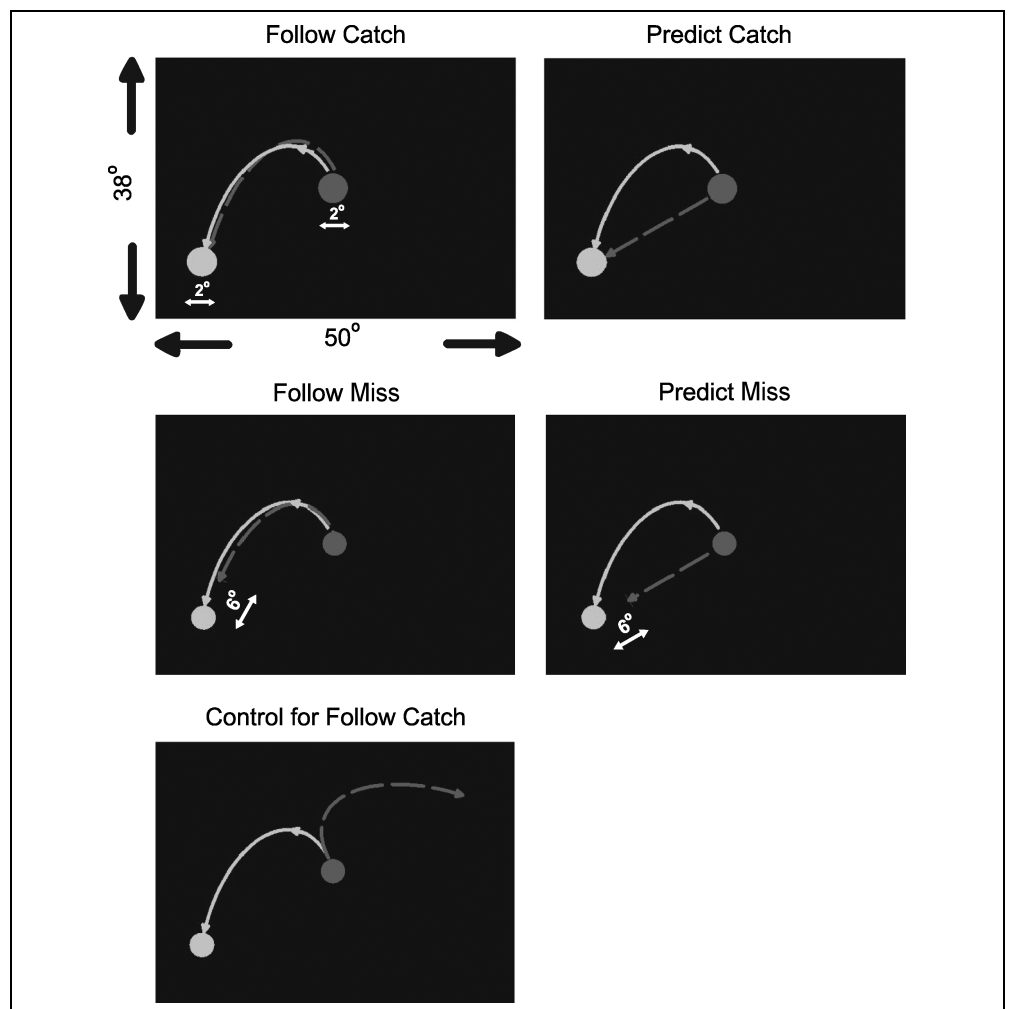 Follow Catch
Predict Catch
38°
2°
2°
50°
Follow Miss
Predict Miss
6°
6°
Control for Follow Catch